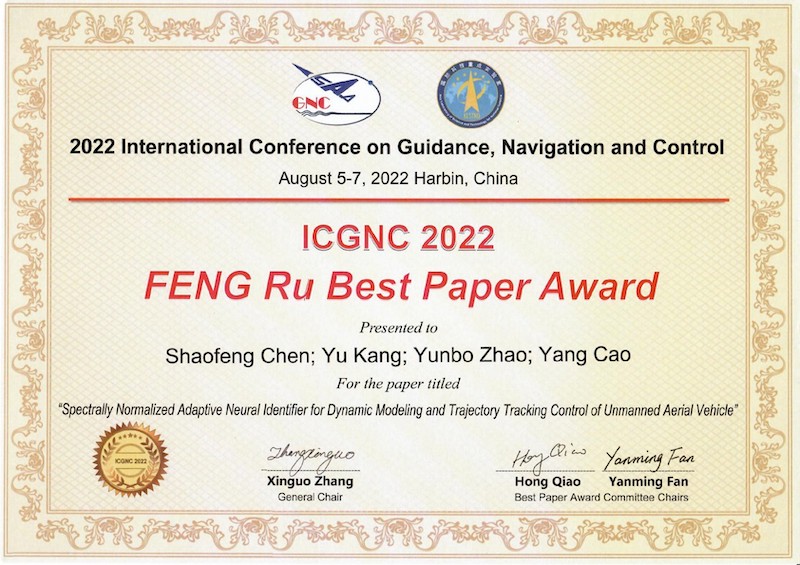 GNC
2022 International Conference on Guidance, Navigation and Control
August 5-7, 2022 Harbin, China
ICGNC 2022
FENG Ru Best Paper Award
Presented to
Shaofeng Chen; Yu Kang; Yunbo Zhao; Yang Cao
For the paper titled
“Spectrally Normalized Adaptive Neural Identifier for Dynamic Modeling and Trajectory Tracking Control of Unmanned Aerial Vehicle”
ICGNC 2022
Zhangxinguo
Hong Qiao
Yanming Fan
Xinguo Zhang
Hong Qiao
Yanming Fan
General Chair
Best Paper Award Committee Chairs